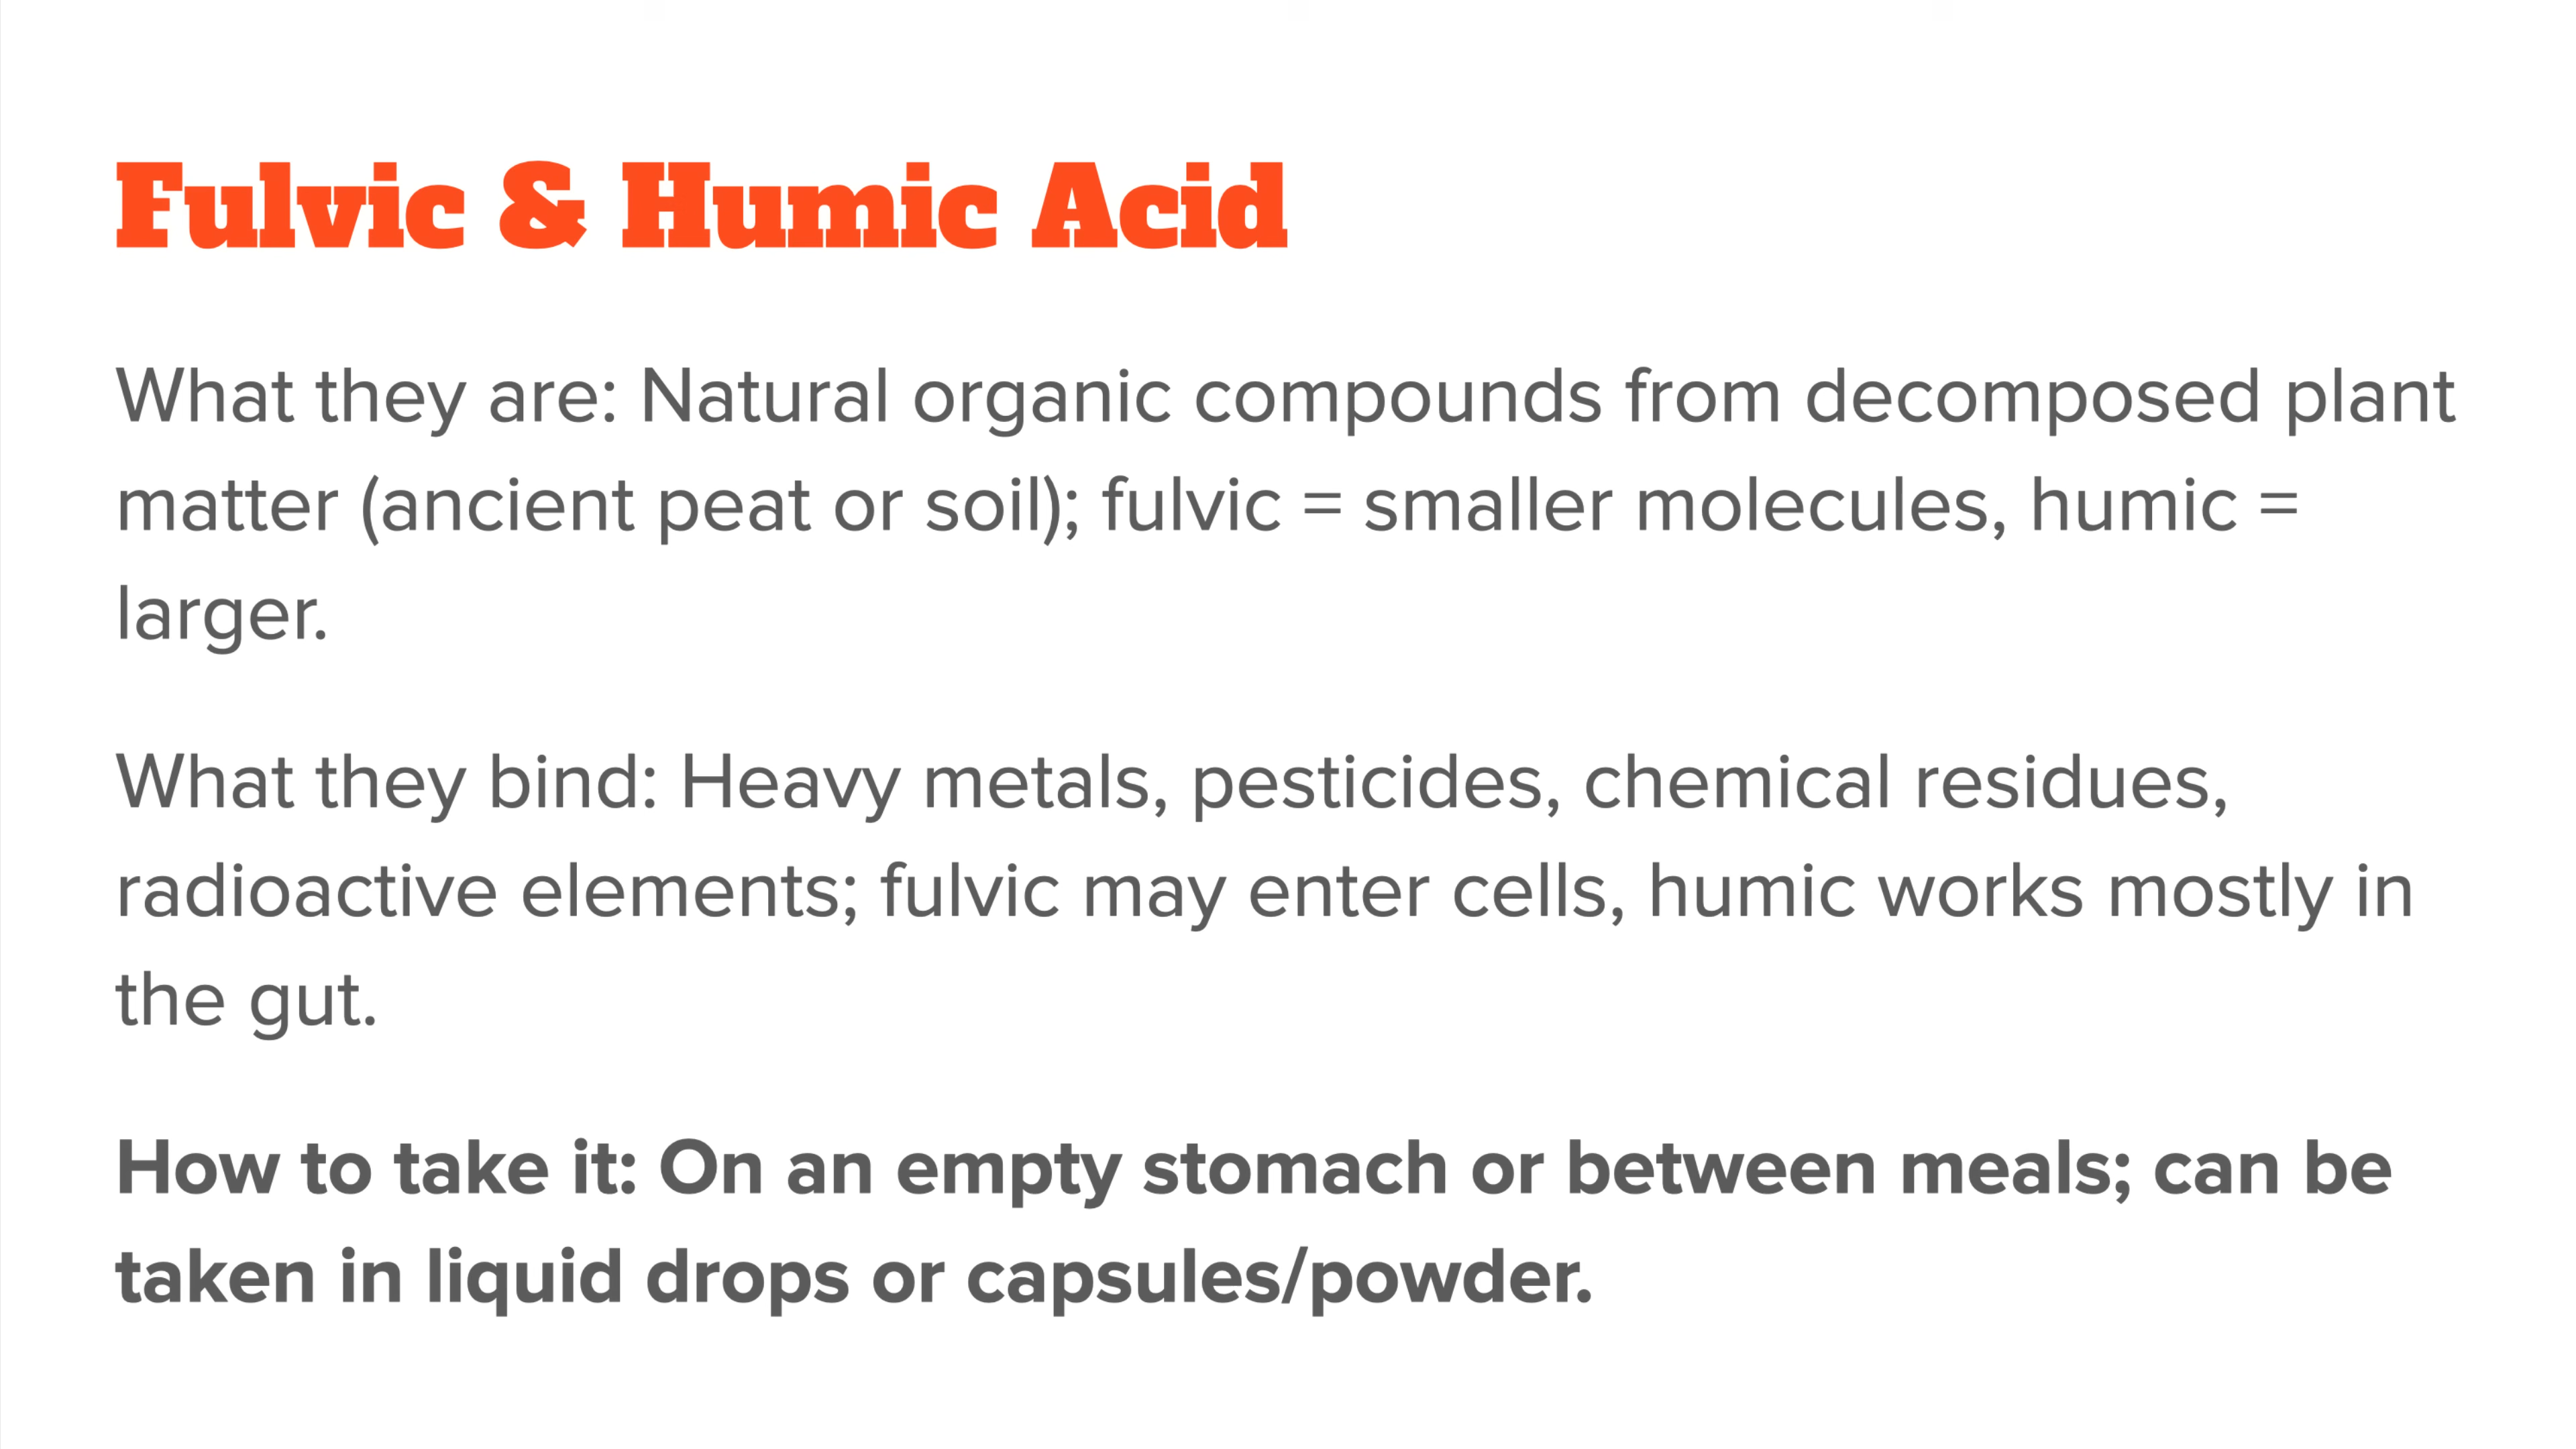 Fulvic & Humic Acid
What they are: Natural organic compounds from decomposed plant
matter (ancient peat or soil); fulvic = smaller molecules, humic =
larger.
What they bind: Heavy metals, pesticides, chemical residues,
radioactive elements; fulvic may enter cells, humic works mostly in
the gut.
How to take it: On an empty stomach or between meals; can be
taken in liquid drops or capsules/powder.